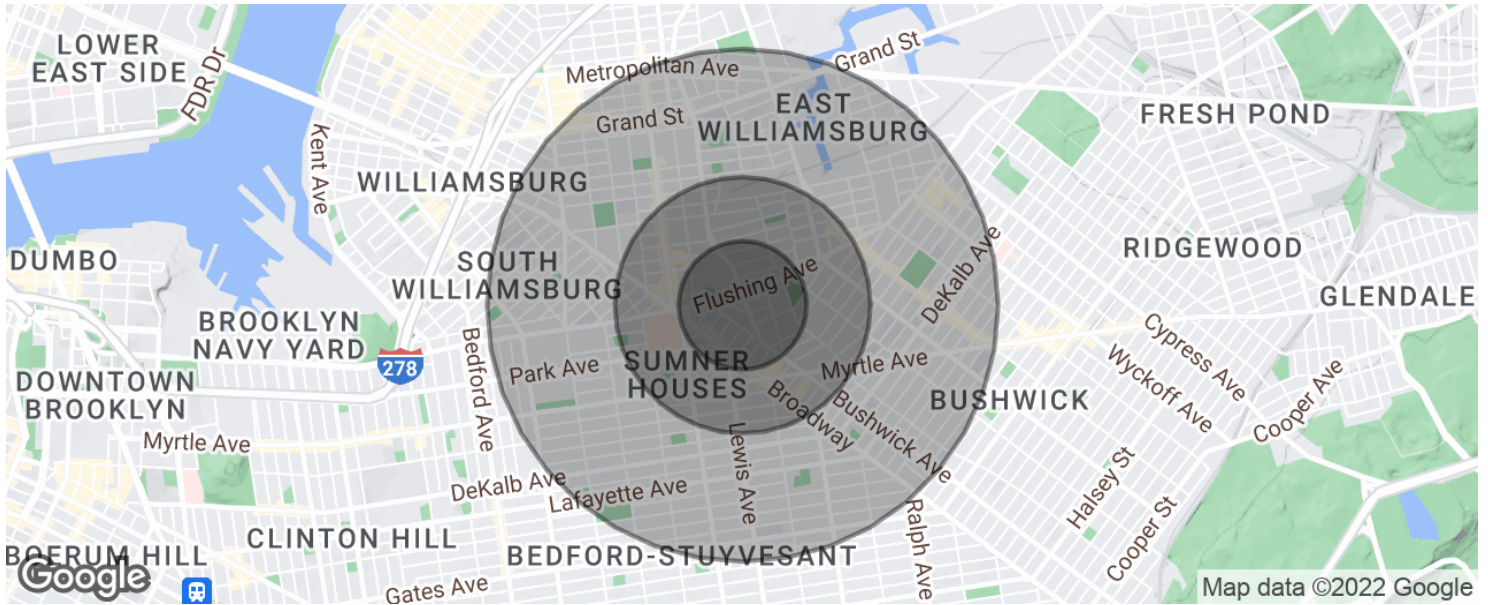 LOWER
EAST SIDE
FDR Dr
Metropolitan Ave
Grand St
Grand St
EAST
WILLIAMSBURG
FRESH POND
Kent Ave
WILLIAMSBURG
DUMBO
SOUTH
WILLIAMSBURG
Flushing Ave
DeKalb Ave
RIDGEWOOD
GLENDALE
BROOKLYN
NAVY YARD
278
Bedford Ave
Park Ave
SUMNER
HOUSES
Myrtle Ave
Cypress Ave
Wyckoff Ave
Cooper Ave
DOWNTOWN
BROOKLYN
Broadway
Bushwick Ave
BUSHWICK
Myrtle Ave
Lewis Ave
DeKalb Ave
Lafayette Ave
Halsey St
Cooper St
Ralph Ave
CLINTON HILL
BOERUM HILL
BEDFORD-STUYVESANT
Gates Ave
Google
Map data ©2022 Google